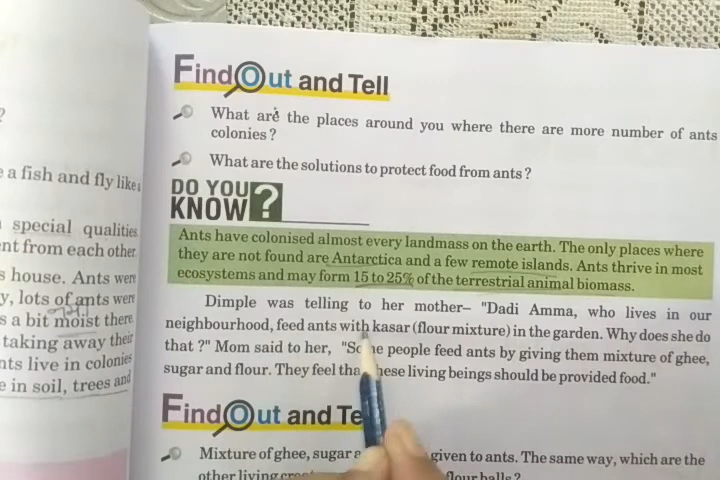 ?
a fish and fly like a
special qualities
nt from each other
s house. Ants were
y, lots of ants were
s a bit moist there
taking away their
nts live in colonies
e in soil, trees and
Find Out and Tell
What are the places around you where there are more number of ants
colonies?
What are the solutions to protect food from ants?
DO YOU
KNOW?
Ants have colonised almost every landmass on the earth. The only places where
they are not found are Antarctica and a few remote islands. Ants thrive in most
ecosystems and may form 15 to 25% of the terrestrial animal biomass.
Dimple was telling to her mother– "Dadi Amma, who lives in our
neighbourhood, feed ants with kasar (flour mixture) in the garden. Why does she do
that ?" Mom said to her, "Some people feed ants by giving them mixture of ghee,
sugar and flour. They feel that these living beings should be provided food."
Find Out and Te
Mixture of ghee, sugar a given to ants. The same way, which are the
other living flour balls?